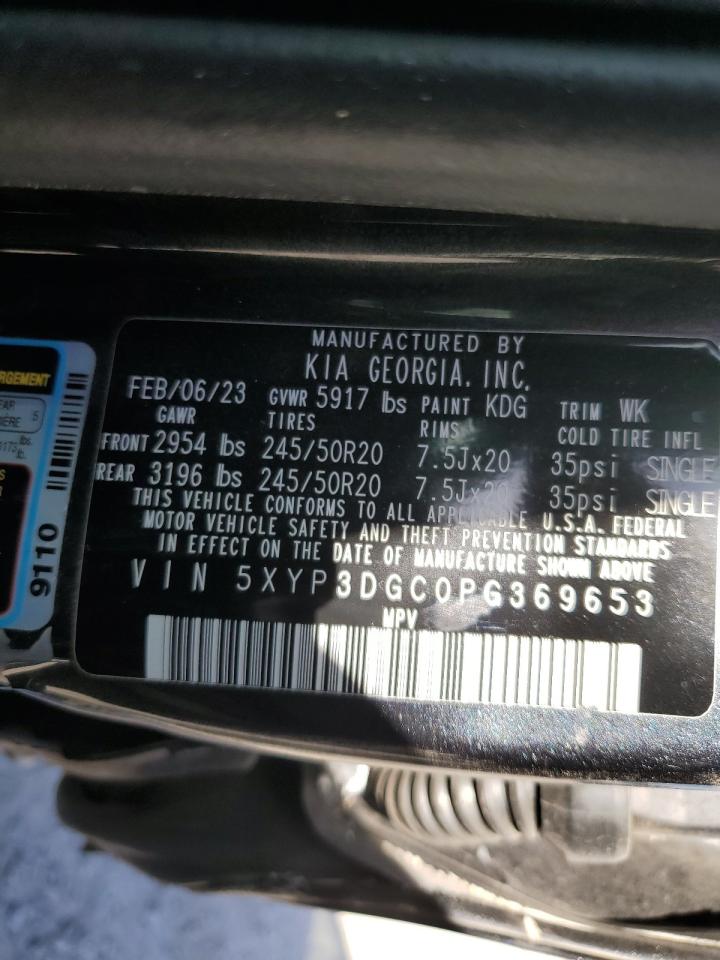 MANUFACTURED BY
KIA GEORGIA, INC.
FEB/06/23 GVWR 5917 lbs PAINT KDG TRIM WK
GAWR TIRES RIMS COLD TIRE INFL
FRONT 2954 lbs 245/50R20 7.5Jx20 35psi SINGLE
REAR 3196 lbs 245/50R20 7.5Jx20 35psi SINGLE
THIS VEHICLE CONFORMS TO ALL APPLICABLE U.S.A. FEDERAL
MOTOR VEHICLE SAFETY AND THEFT PREVENTION STANDARDS
IN EFFECT ON THE DATE OF MANUFACTURE SHOWN ABOVE
VIN 5XYP3DGC0PG369653
MPV
5
lbs.
9110